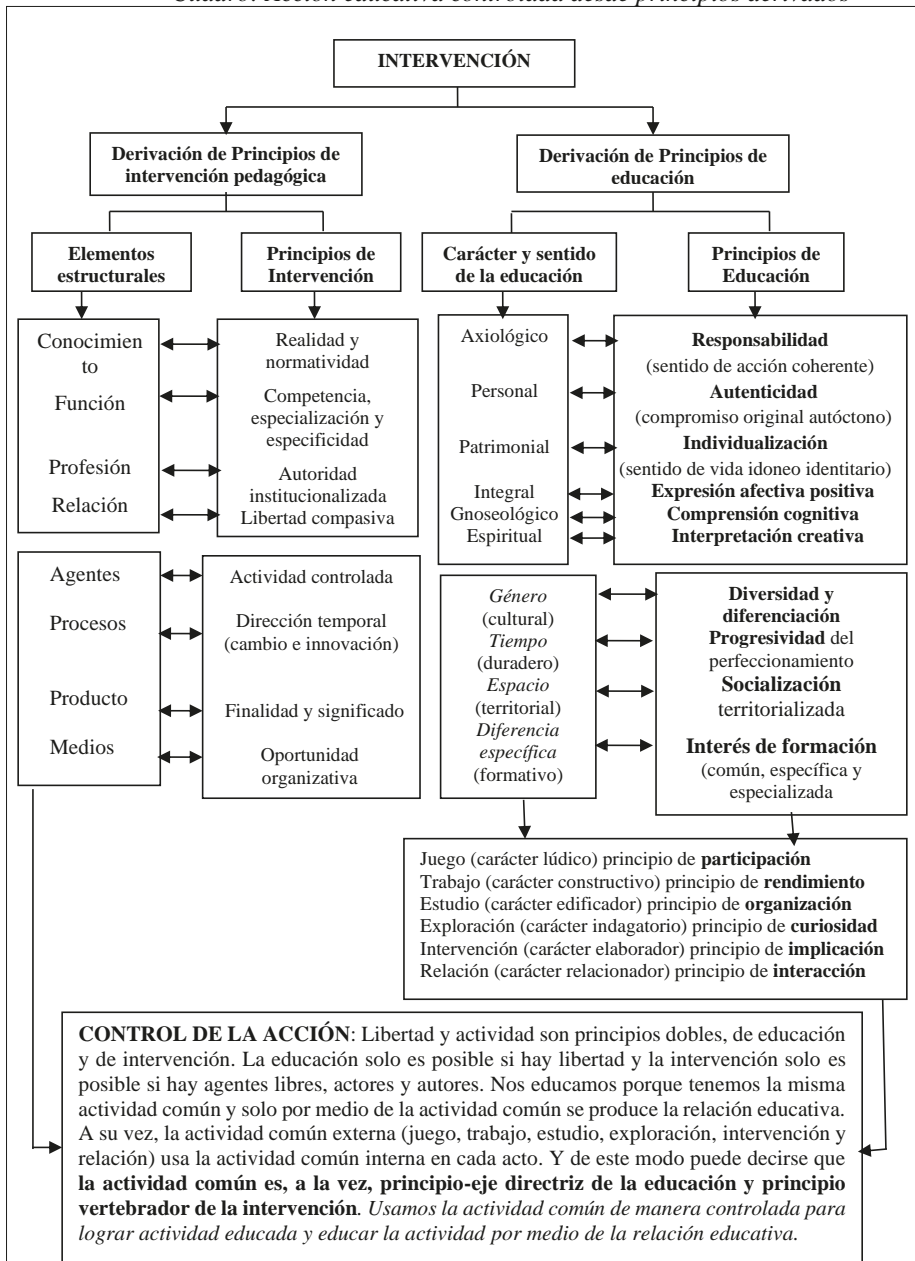 Cuadro: Acción educativa controlada desde principios derivados
INTERVENCIÓN
Derivación de Principios de
intervención pedagógica
Derivación de Principios de
educación
Elementos
estructurales
Principios de
Intervención
Carácter y sentido
de la educación
Principios de
Educación
Conocimien
to
Función
Profesión
Relación
Realidad y
normatividad
Competencia,
especialización y
especificidad
Autoridad
institucionalizada
Libertad compasiva
Axiológico
Personal
Patrimonial
Integral
Gnoseológico
Espiritual
Responsabilidad
(sentido de acción coherente)
Autenticidad
(compromiso original autóctono)
Individualización
(sentido de vida idoneo identitario)
Expresión afectiva positiva
Comprensión cognitiva
Interpretación creativa
Agentes
Procesos
Producto
Medios
Actividad controlada
Dirección temporal
(cambio e innovación)
Finalidad y significado
Oportunidad
organizativa
Género
(cultural)
Tiempo
(duradero)
Espacio
(territorial)
Diferencia
específica
(formativo)
Diversidad y
diferenciación
Progresividad del
perfeccionamiento
Socialización
territorializada
Interés de formación
(común, específica y
especializada
Juego (carácter lúdico) principio de participación
Trabajo (carácter constructivo) principio de rendimiento
Estudio (carácter edificador) principio de organización
Exploración (carácter indagatorio) principio de curiosidad
Intervención (carácter elaborador) principio de implicación
Relación (carácter relacionador) principio de interacción
CONTROL DE LA ACCIÓN: Libertad y actividad son principios dobles, de educación
y de intervención. La educación solo es posible si hay libertad y la intervención solo es
posible si hay agentes libres, actores y autores. Nos educamos porque tenemos la misma
actividad común y solo por medio de la actividad común se produce la relación educativa.
A su vez, la actividad común externa (juego, trabajo, estudio, exploración, intervención y
relación) usa la actividad común interna en cada acto. Y de este modo puede decirse que
la actividad común es, a la vez, principio-eje directriz de la educación y principio
vertebrador de la intervención. Usamos la actividad común de manera controlada para
lograr actividad educada y educar la actividad por medio de la relación educativa.